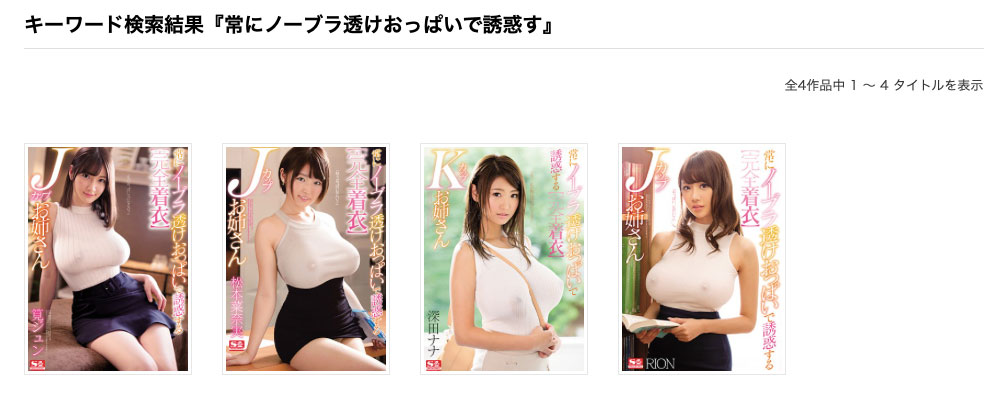 キーワード検索結果『常にノーブラ透けおっぱいで誘惑す』
全4作品中 1 ～ 4 タイトルを表示
常にノーブラ透けおっぱいで誘惑する
【完全着衣】
Jカップお姉さん
筧ジュン
S1
常にノーブラ透けおっぱいで誘惑する
【完全着衣】
Jカップお姉さん
松本菜奈実
S1
常にノーブラ透けおっぱいで
誘惑する【完全着衣】
Kカップお姉さん
深田ナナ
S1
常にノーブラ透けおっぱいで誘惑する
【完全着衣】
Jカップお姉さん
S1 RION